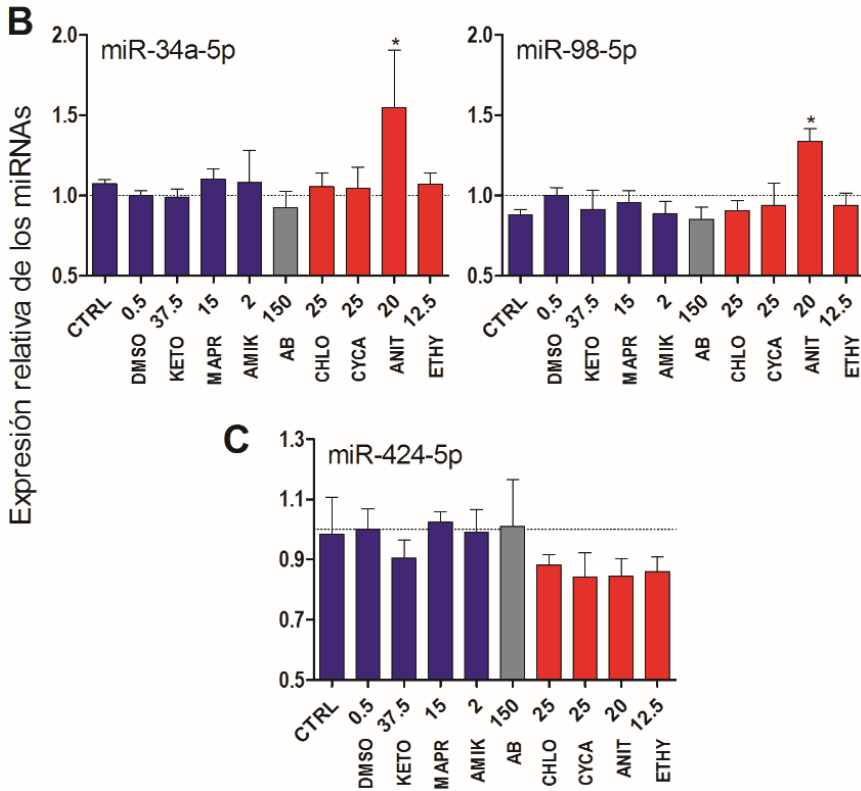 B
Expresión relativa de los miRNAs
miR-34a-5p
2.0
1.5
1.0
0.5
*
CTRL 0.5 37.5 15 2 150 25 25 20 12.5
DMSO KETO MAPR AMIK AB CHLO CYCA ANIT ETHY
miR-98-5p
2.0
1.5
1.0
0.5
*
CTRL 0.5 37.5 15 2 150 25 25 20 12.5
DMSO KETO MAPR AMIK AB CHLO CYCA ANIT ETHY
C
miR-424-5p
1.3
1.1
0.9
0.7
0.5
CTRL 0.5 37.5 15 2 150 25 25 20 12.5
DMSO KETO MAPR AMIK AB CHLO CYCA ANIT ETHY